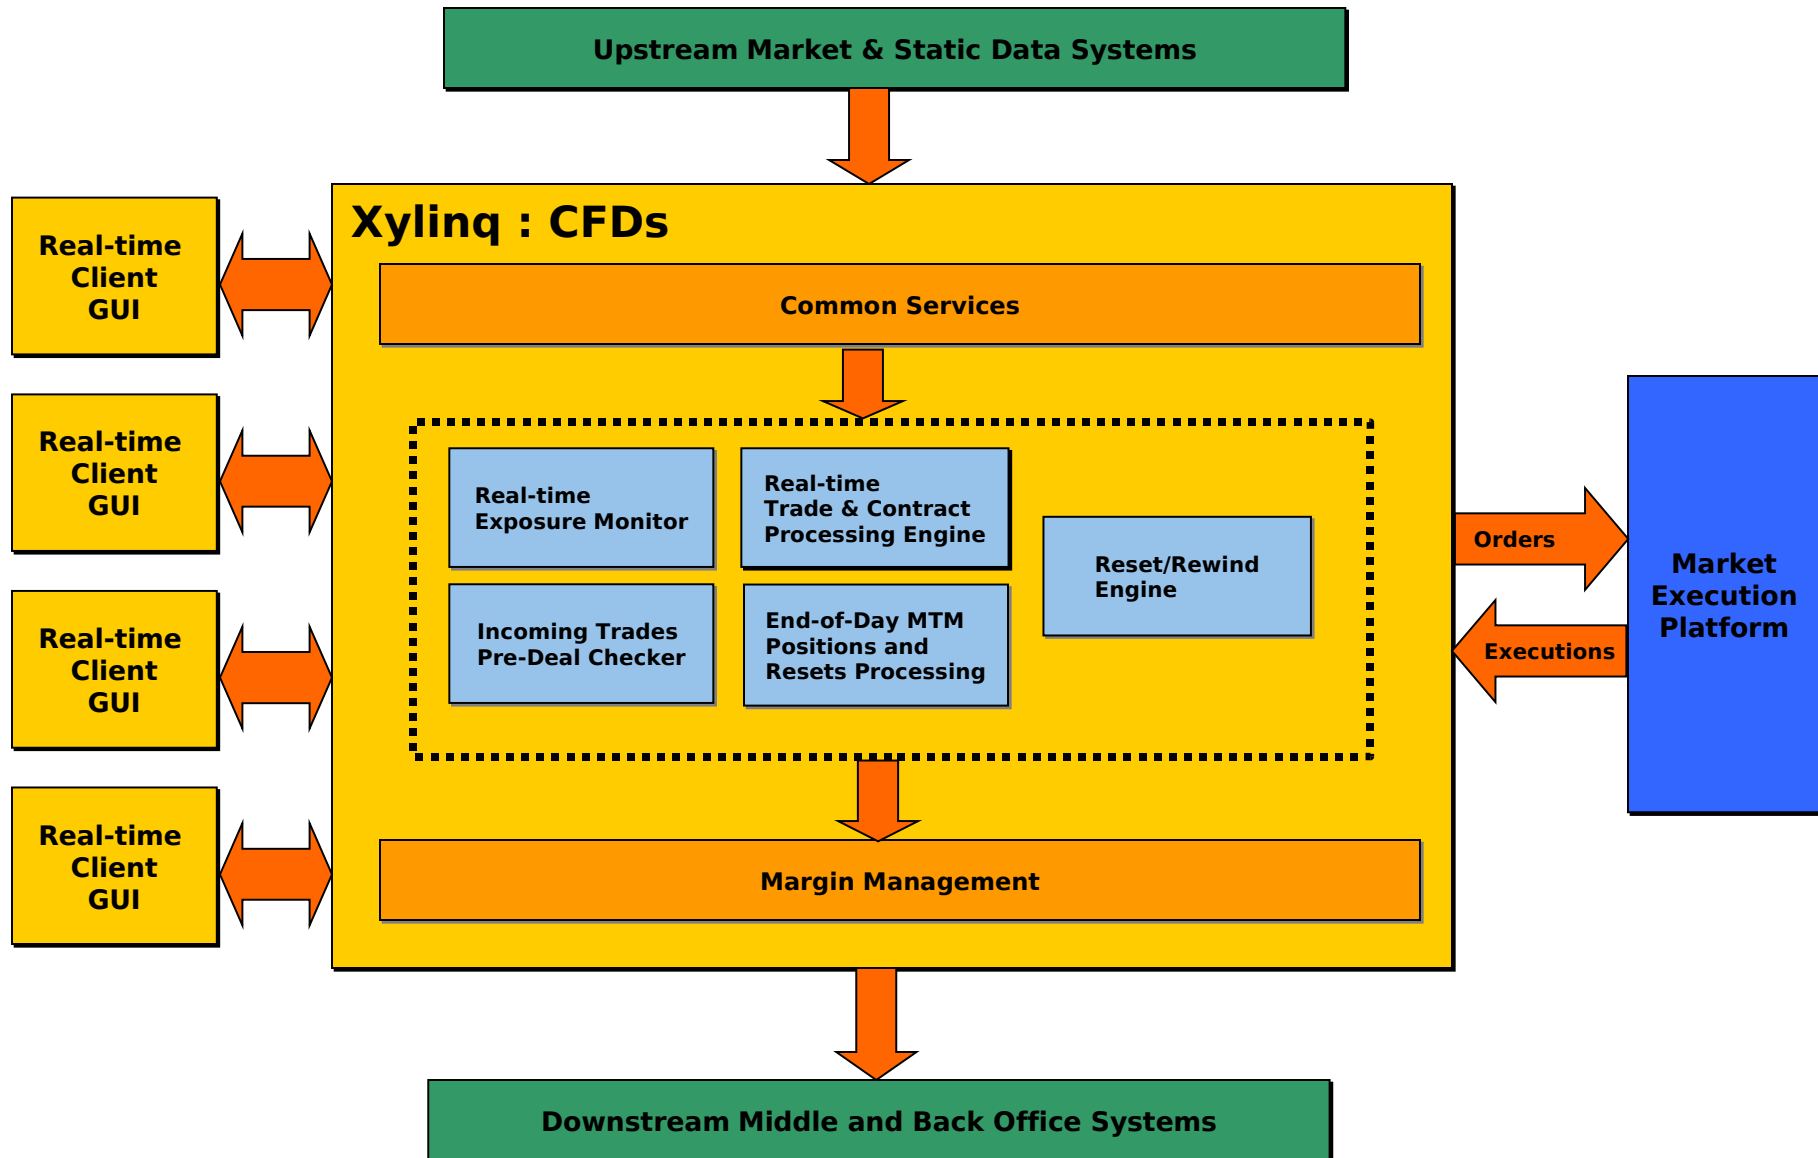 Upstream Market & Static Data Systems
Xylinq : CFDs
Real-time
Client
GUI
Common Services
Real-time
Client
GUI
Real-time
Exposure Monitor
Real-time
Trade & Contract
Processing Engine
Reset/Rewind
Engine
Incoming Trades
Pre-Deal Checker
End-of-Day MTM
Positions and
Resets Processing
Orders
Executions
Market
Execution
Platform
Real-time
Client
GUI
Real-time
Client
GUI
Margin Management
Downstream Middle and Back Office Systems